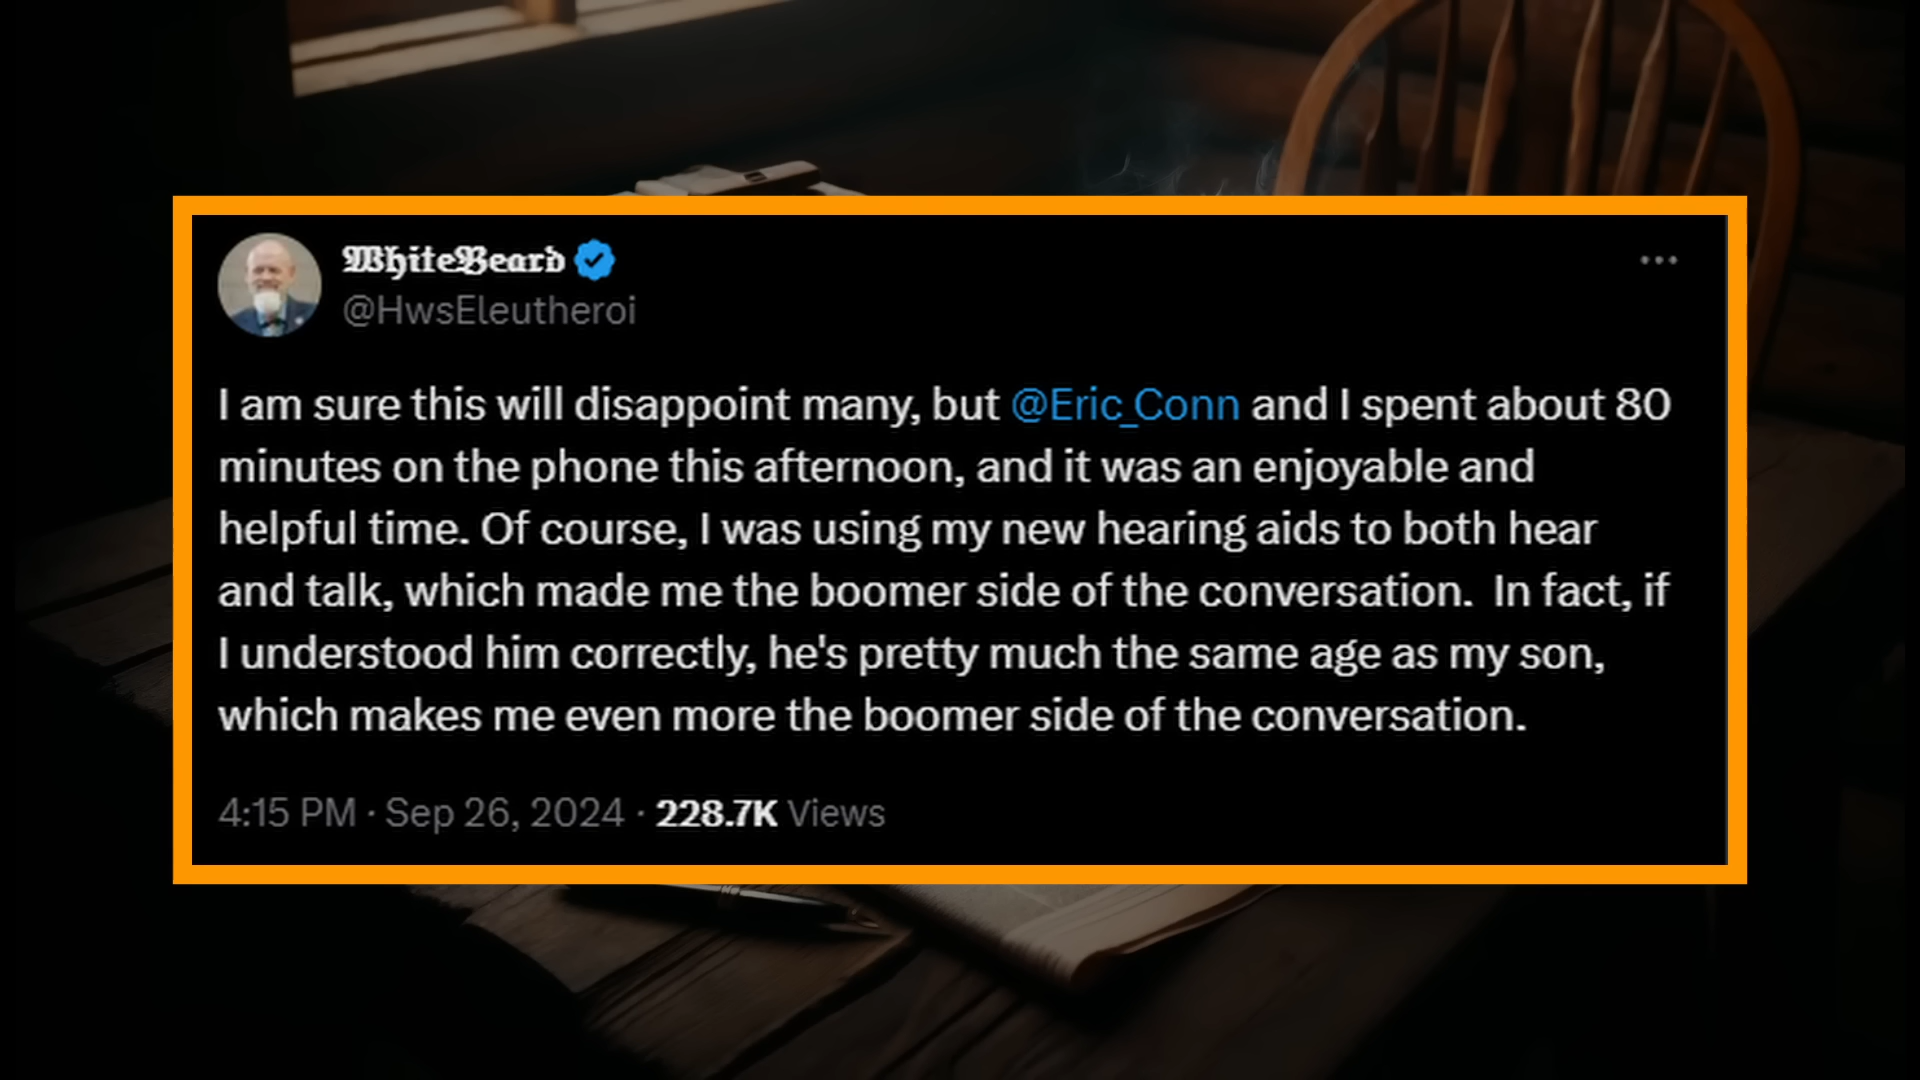 𝖂𝖍𝖎𝖙𝖊𝕭𝖊𝖆𝖗𝖉
@HwsEleutheroi
I am sure this will disappoint many, but @Eric_Conn and I spent about 80
minutes on the phone this afternoon, and it was an enjoyable and
helpful time. Of course, I was using my new hearing aids to both hear
and talk, which made me the boomer side of the conversation.  In fact, if
I understood him correctly, he's pretty much the same age as my son,
which makes me even more the boomer side of the conversation.
4:15 PM · Sep 26, 2024 · 228.7K Views